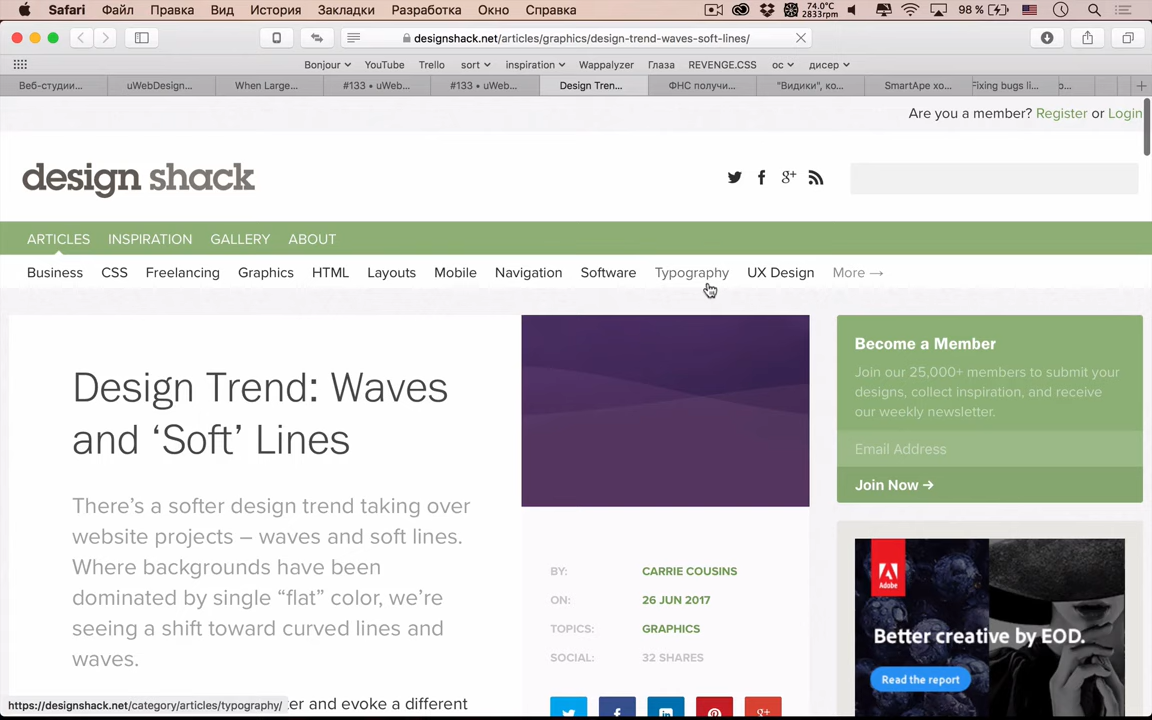 Safari Файл Правка Вид История Закладки Разработка Окно Справка 74.0°C 2833rpm 98 %
designshack.net/articles/graphics/design-trend-waves-soft-lines/
Bonjour YouTube Trello sort inspiration Wappalyzer Глаза REVENGE.CSS ос дисер
Веб-студии... uWebDesign... When Large... #133 • uWeb... #133 • uWeb... Design Tren... ФНС получи... "Видики", ко... SmartApe хо... Fixing bugs li...
Are you a member? Register or Login
design shack
ARTICLES INSPIRATION GALLERY ABOUT
Business CSS Freelancing Graphics HTML Layouts Mobile Navigation Software Typography UX Design More →
Design Trend: Waves
and ‘Soft’ Lines
There’s a softer design trend taking over
website projects – waves and soft lines.
Where backgrounds have been
dominated by single “flat” color, we’re
seeing a shift toward curved lines and
waves.
er and evoke a different
BY: CARRIE COUSINS
ON: 26 JUN 2017
TOPICS: GRAPHICS
SOCIAL: 32 SHARES
Become a Member
Join our 25,000+ members to submit your
designs, collect inspiration, and receive
our weekly newsletter.
Email Address
Join Now →
Adobe
Better creative by EOD.
Read the report
https://designshack.net/category/articles/typography/